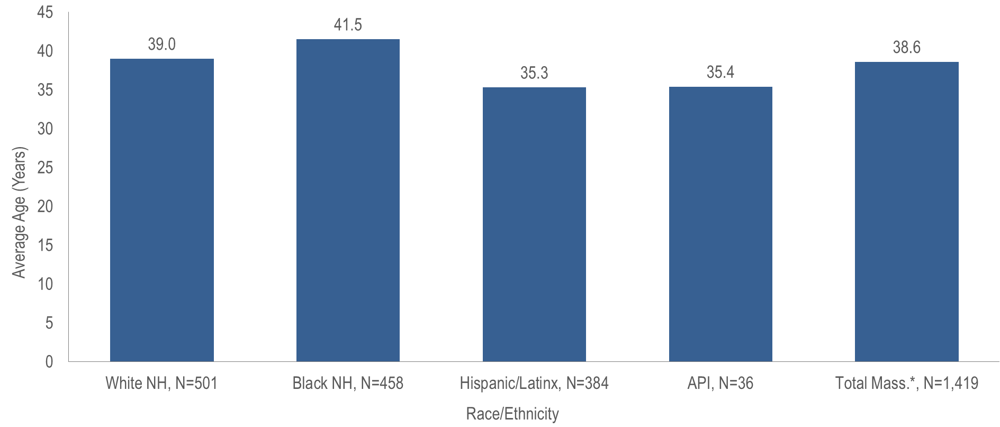 45
40
35
30
25
20
15
10
5
0
Average Age (Years)
39.0
41.5
35.3
35.4
38.6
White NH, N=501
Black NH, N=458
Hispanic/Latinx, N=384
API, N=36
Total Mass.*, N=1,419
Race/Ethnicity